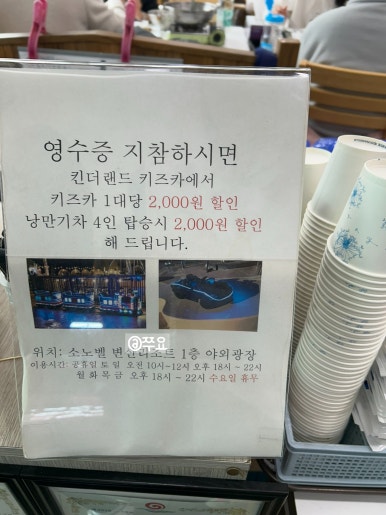 영수증 지참하시면
킨더랜드 키즈카에서
키즈카 1대당 2,000원 할인
낭만기차 4인 탑승시 2,000원 할인
해 드립니다.
@쭈요
위치: 소노벨 변산리조트 1층 야외광장
이용시간: 공휴일 토 일 오전 10시~12시 오후 18시 ~ 22시
월 화 목 금 오후 18시 ~ 22시 수요일 휴무